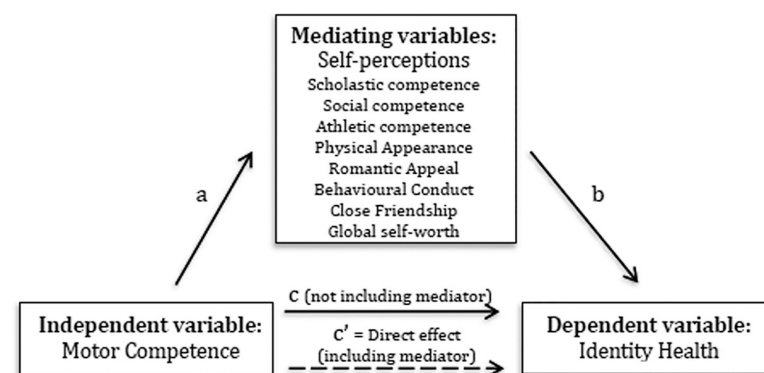 Mediating variables:
Self-perceptions
Scholastic competence
Social competence
Athletic competence
Physical Appearance
Romantic Appeal
Behavioural Conduct
Close Friendship
Global self-worth
a
b
C (not including mediator)
C′ = Direct effect
(including mediator)
Independent variable:
Motor Competence
Dependent variable:
Identity Health